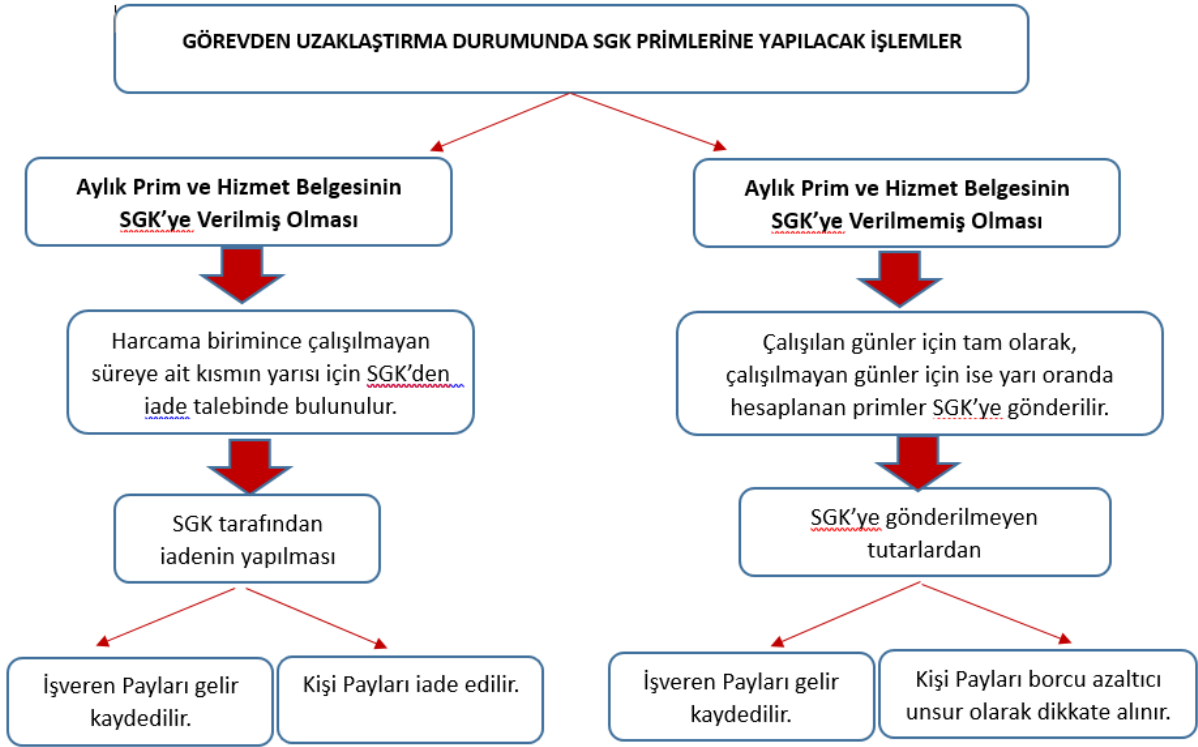 GÖREVDEN UZAKLAŞTIRMA DURUMUNDA SGK PRİMLERİNE YAPILACAK İŞLEMLER
Aylık Prim ve Hizmet Belgesinin
SGK’ye Verilmiş Olması
Harcama birimince çalışılmayan
süreye ait kısmın yarısı için SGK’den
iade talebinde bulunulur.
SGK tarafından
iadenin yapılması
İşveren Payları gelir
kaydedilir.
Kişi Payları iade edilir.
Aylık Prim ve Hizmet Belgesinin
SGK’ye Verilmemiş Olması
Çalışılan günler için tam olarak,
çalışılmayan günler için ise yarı oranda
hesaplanan primler SGK’ye gönderilir.
SGK’ye gönderilmeyen
tutarlardan
İşveren Payları gelir
kaydedilir.
Kişi Payları borcu azaltıcı
unsur olarak dikkate alınır.